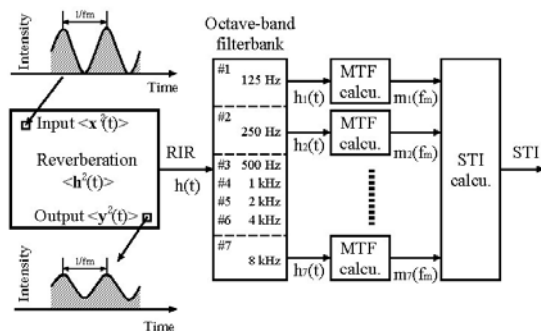 Intensity
1/fm
Time
Input <x²(t)>
Reverberation
<h²(t)>
Output <y²(t)>
Intensity
1/fm
Time
RIR
h(t)
Octave-band
filterbank
#1
125 Hz
#2
250 Hz
#3 500 Hz
#4 1 kHz
#5 2 kHz
#6 4 kHz
#7
8 kHz
h1(t)
MTF
calcu.
m1(fm)
h2(t)
MTF
calcu.
m2(fm)
h7(t)
MTF
calcu.
m7(fm)
STI
calcu.
STI